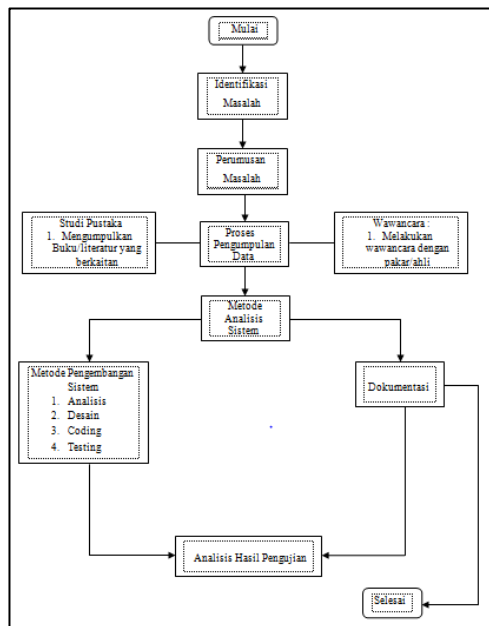 Mulai
Identifikasi
Masalah
Perumusan
Masalah
Studi Pustaka
1. Mengumpulkan
Buku/literatur yang
berkaitan
Proses
Pengumpulan
Data
Wawancara :
1. Melakukan
wawancara dengan
pakar/ahli
Metode
Analisis
Sistem
Metode Pengembangan
Sistem
1. Analisis
2. Desain
3. Coding
4. Testing
Dokumentasi
Analisis Hasil Pengujian
Selesai